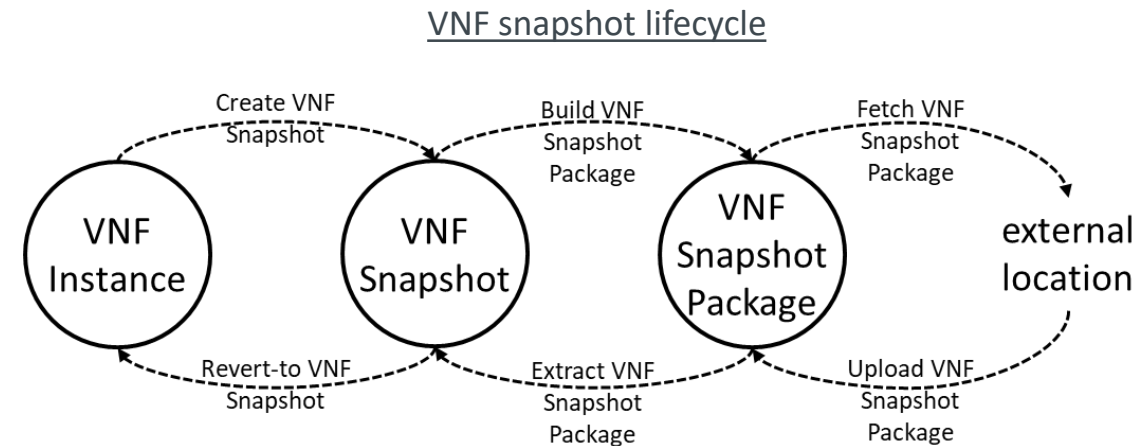 VNF snapshot lifecycle
Create VNF
Snapshot
Build VNF
Snapshot
Package
Fetch VNF
Snapshot
Package
VNF
Instance
VNF
Snapshot
VNF
Snapshot
Package
external
location
Revert-to VNF
Snapshot
Extract VNF
Snapshot
Package
Upload VNF
Snapshot
Package